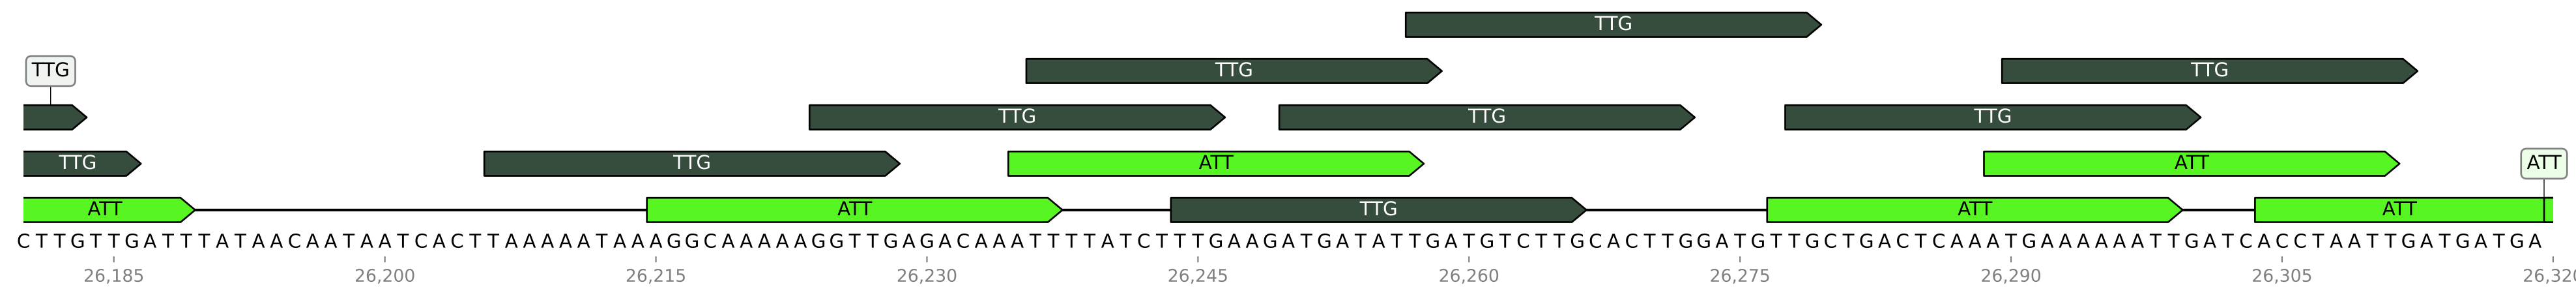 TTG
TTG TTG TTG
TTG TTG TTG
TTG TTG ATT ATT ATT
ATT ATT TTG ATT ATT
CTTGTTGATTTATAACAATAATCACTTAAAAATAAAGGCAAAAAGGTTGAGACAAATTTTATCTTTGAAGATGATATTGATGTCTTGCACTTGGATGTTGCTGACTCAAATGAAAAAATTGATCACCTAATTGATGATGA
26,185 26,200 26,215 26,230 26,245 26,260 26,275 26,290 26,305